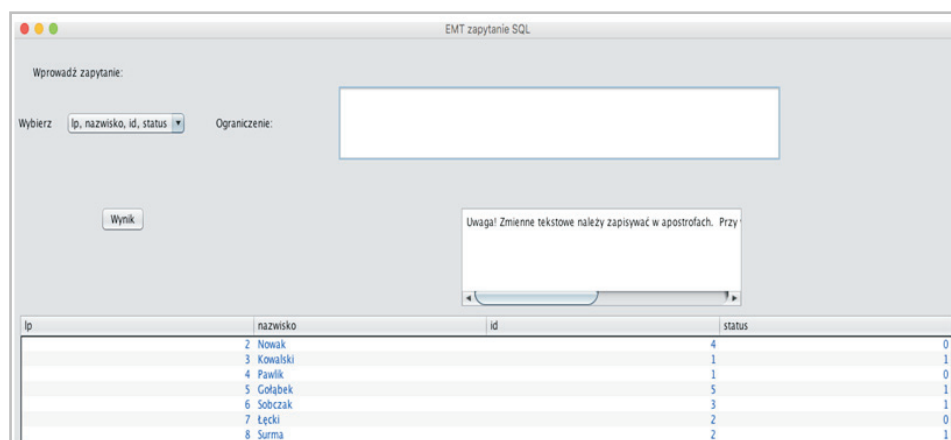 EMT zapytanie SQL
Wprowadź zapytanie:
Wybierz lp, nazwisko, id, status Ograniczenie:
Wynik
Uwaga! Zmienne tekstowe należy zapisywać w apostrofach. Przy
lp nazwisko id status
2 Nowak 4 0
3 Kowalski 1 1
4 Pawlik 1 0
5 Gołąbek 5 1
6 Sobczak 3 1
7 Łęcki 2 0
8 Surma 2 1